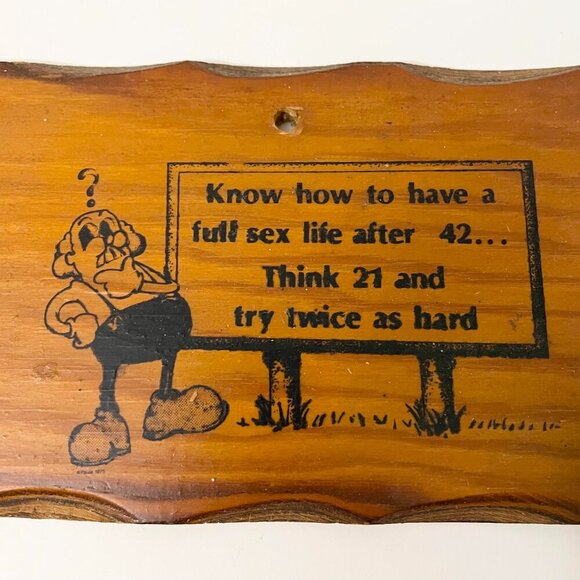 ?
Know how to have a
full sex life after 42...
Think 21 and
try twice as hard